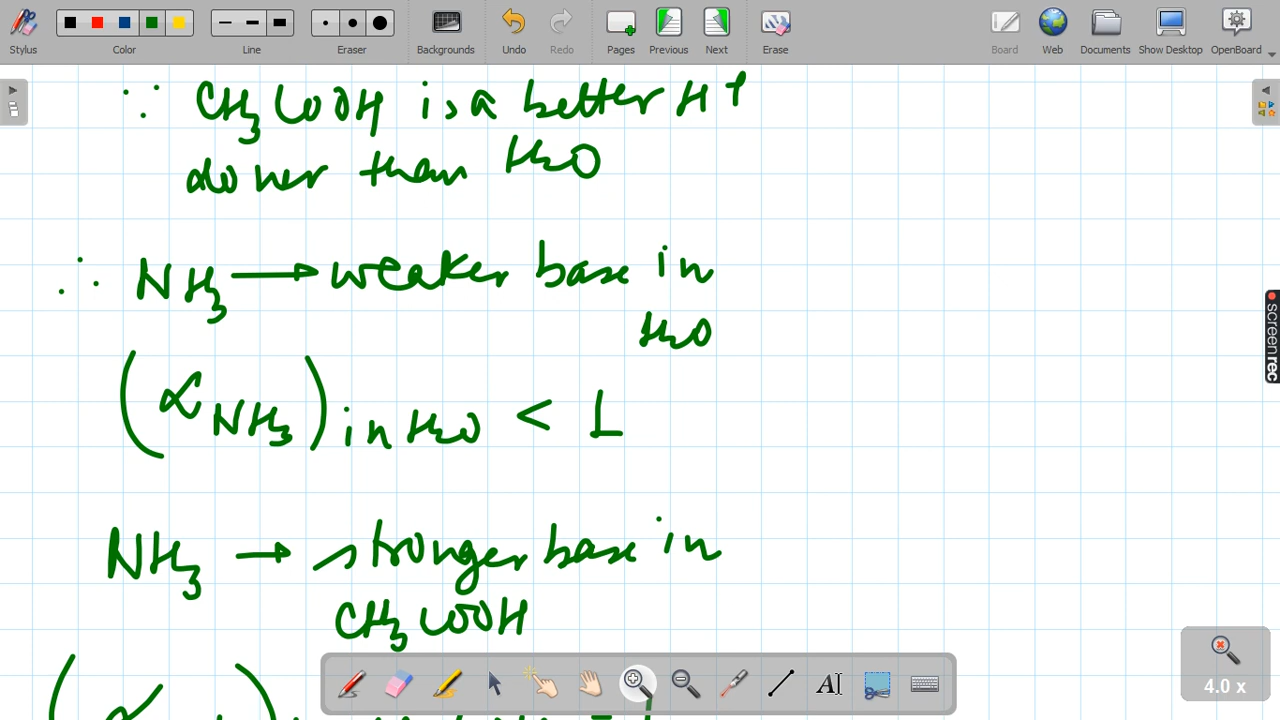 Stylus Color Line Eraser Backgrounds Undo Redo Pages Previous Next Erase Board Web Documents Show Desktop OpenBoard
∵ CH3COOH is a better H+
doner than H2O
∴ NH3 → weaker base in
H2O
(αNH3) in H2O < 1
NH3 → stronger base in
CH3COOH
screenrec
4.0 x